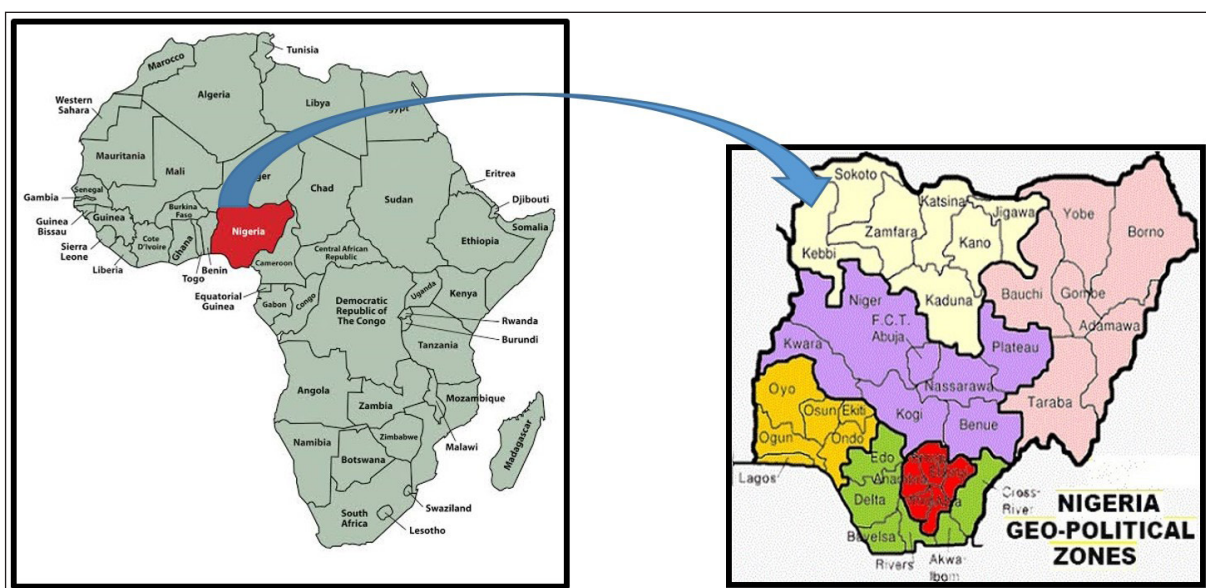 Tunisia
Marocco
Algeria
Libya
Western
Sahara
Mauritania
Mali
Chad
Sudan
Eritrea
Djibouti
Somalia
Ethiopia
Senegal
Gambia
Guinea
Bissau
Guinea
Sierra
Leone
Liberia
Cote
D'Ivoire
Burkina
Faso
Ghana
Togo
Benin
Nigeria
Cameroon
Central African
Republic
Equatorial
Guinea
Gabon
Congo
Democratic
Republic of
The Congo
Uganda
Kenya
Rwanda
Burundi
Tanzania
Angola
Zambia
Mozambique
Malawi
Zimbabwe
Namibia
Botswana
Madagascar
Swaziland
South
Africa
Lesotho
Sokoto
Katsina
Jigawa
Yobe
Borno
Zamfara
Kano
Kebbi
Kaduna
Bauchi
Gombe
Adamawa
Niger
F.C.T.
Abuja
Plateau
Kwara
Nassarawa
Taraba
Oyo
Osun
Ekiti
Kogi
Benue
Ogun
Ondo
Edo
Lagos
Delta
Cross-
River
Bayelsa
Rivers
Akwa-
Ibom
NIGERIA
GEO-POLITICAL
ZONES